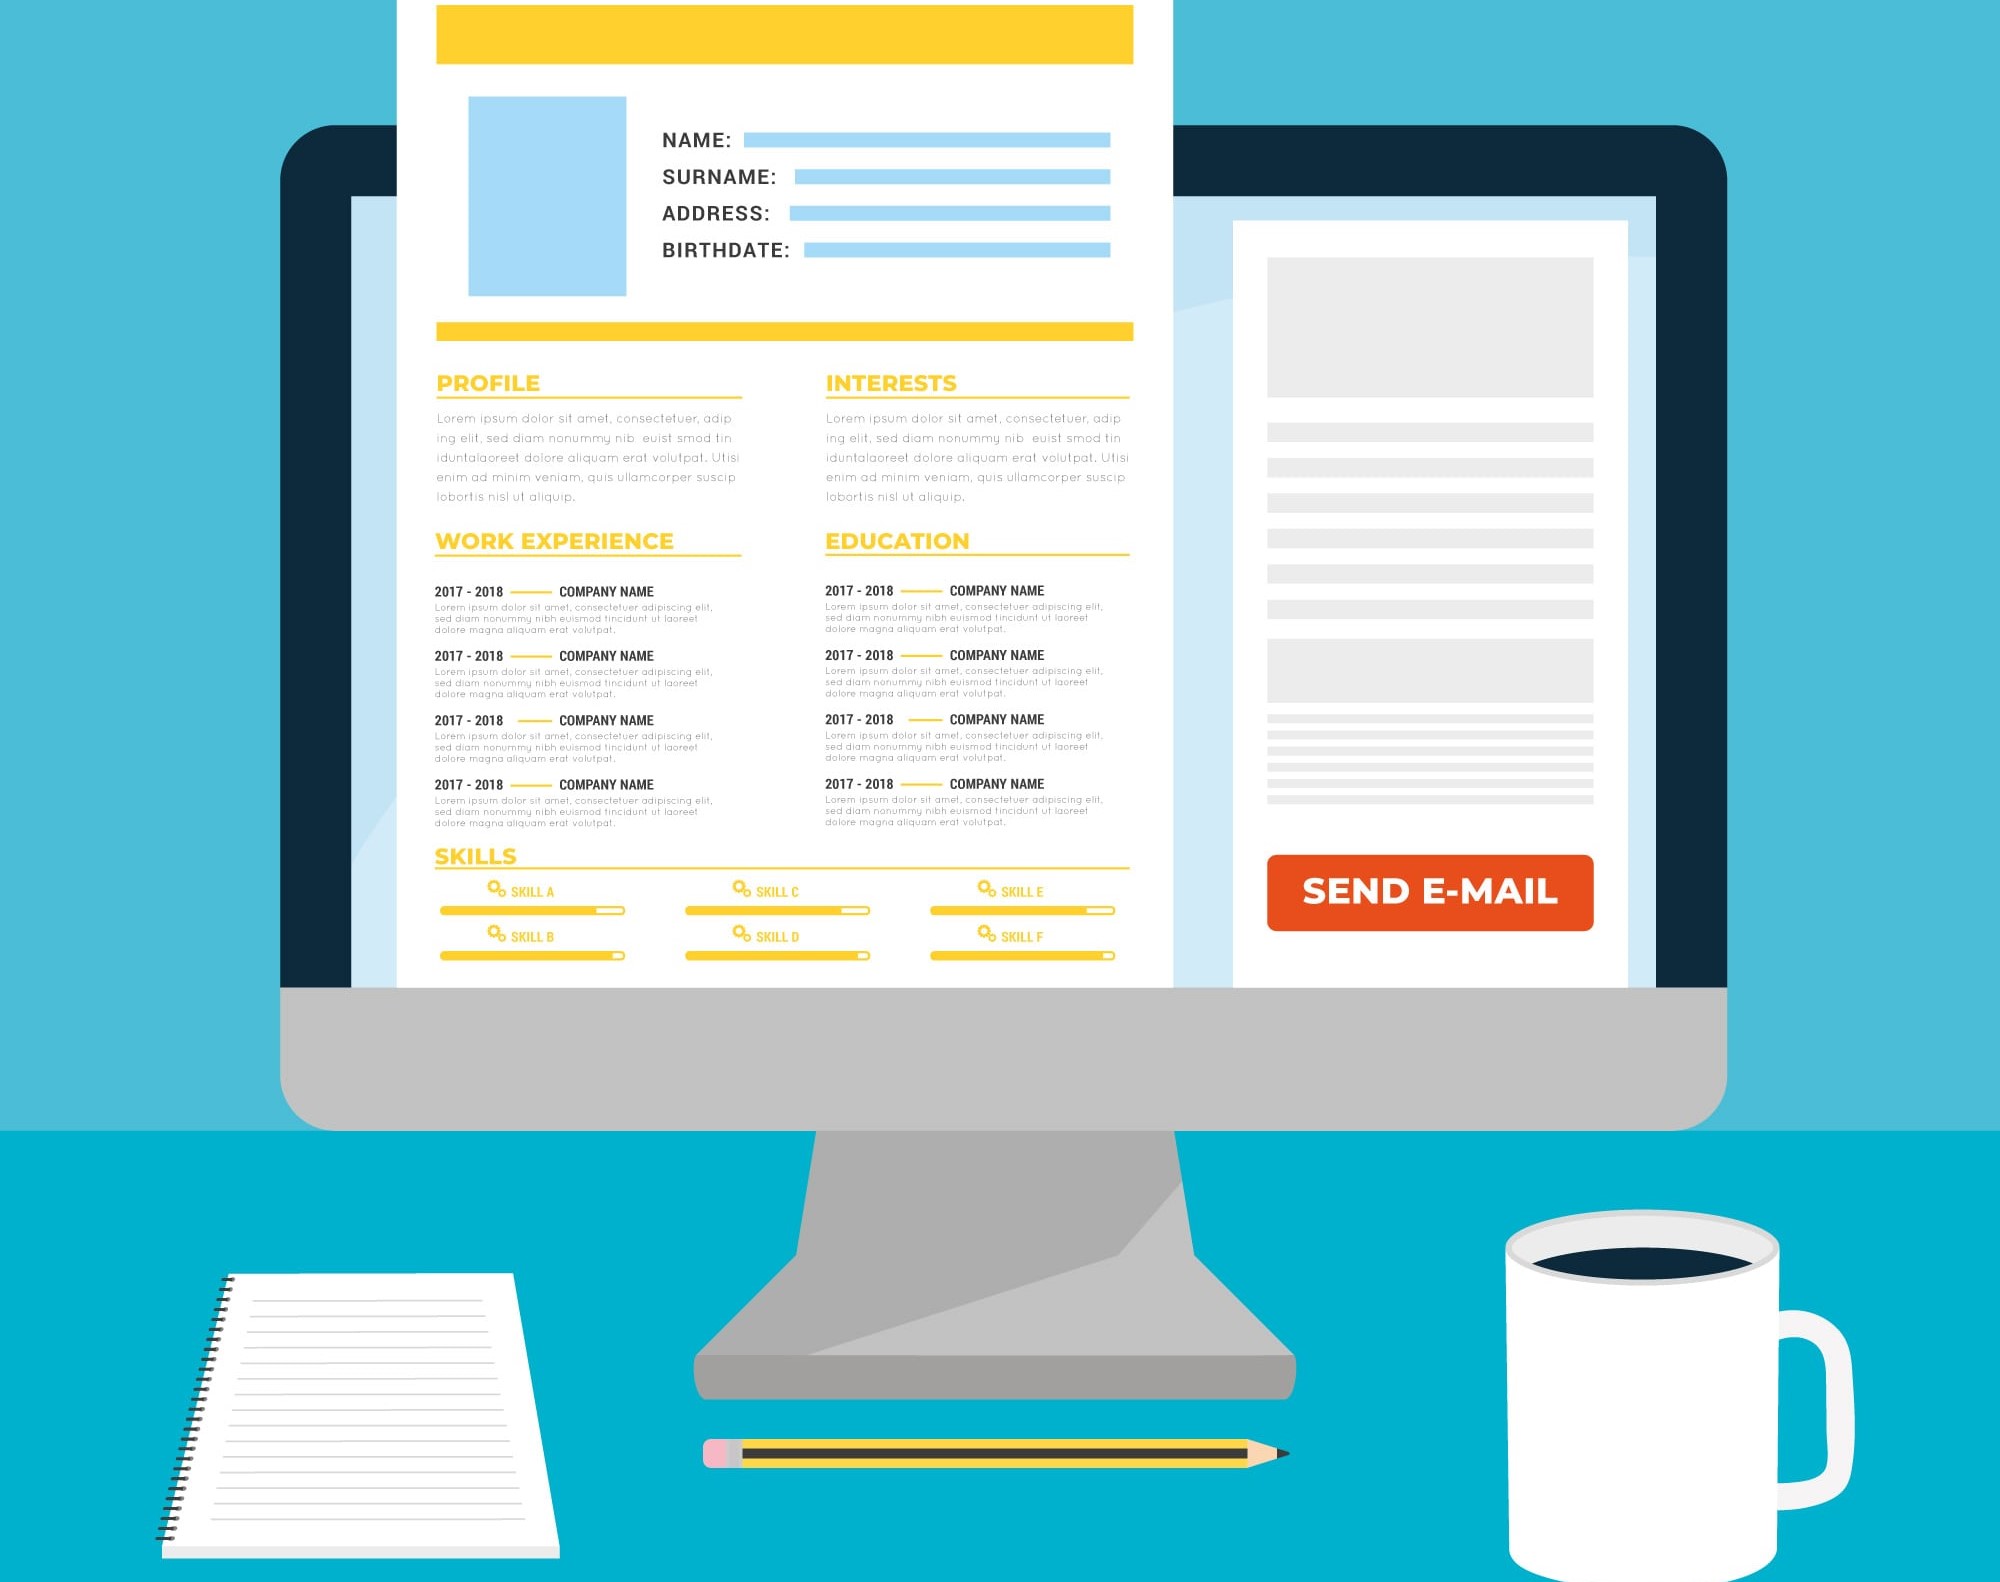 NAME:
SURNAME:
ADDRESS:
BIRTHDATE:
PROFILE
Lorem ipsum dolor sit amet, consectetuer, adip
ing elit, sed diam nonummy nib euist smod tin
iduntalaoreet dolore aliquam erat volutpat. Utisi
enim ad minim veniam, quis ullamcorper suscip
lobortis nisl ut aliquip.
INTERESTS
Lorem ipsum dolor sit amet, consectetuer, adip
ing elit, sed diam nonummy nib euist smod tin
iduntalaoreet dolore aliquam erat volutpat. Utisi
enim ad minim veniam, quis ullamcorper suscip
lobortis nisl ut aliquip.
WORK EXPERIENCE
2017 - 2018 COMPANY NAME
Lorem ipsum dolor sit amet, consectetuer adipiscing elit,
sed diam nonummy nibh euismod tincidunt ut laoreet
dolore magna aliquam erat volutpat.
2017 - 2018 COMPANY NAME
Lorem ipsum dolor sit amet, consectetuer adipiscing elit,
sed diam nonummy nibh euismod tincidunt ut laoreet
dolore magna aliquam erat volutpat.
2017 - 2018 COMPANY NAME
Lorem ipsum dolor sit amet, consectetuer adipiscing elit,
sed diam nonummy nibh euismod tincidunt ut laoreet
dolore magna aliquam erat volutpat.
2017 - 2018 COMPANY NAME
Lorem ipsum dolor sit amet, consectetuer adipiscing elit,
sed diam nonummy nibh euismod tincidunt ut laoreet
dolore magna aliquam erat volutpat.
EDUCATION
2017 - 2018 COMPANY NAME
Lorem ipsum dolor sit amet, consectetuer adipiscing elit,
sed diam nonummy nibh euismod tincidunt ut laoreet
dolore magna aliquam erat volutpat.
2017 - 2018 COMPANY NAME
Lorem ipsum dolor sit amet, consectetuer adipiscing elit,
sed diam nonummy nibh euismod tincidunt ut laoreet
dolore magna aliquam erat volutpat.
2017 - 2018 COMPANY NAME
Lorem ipsum dolor sit amet, consectetuer adipiscing elit,
sed diam nonummy nibh euismod tincidunt ut laoreet
dolore magna aliquam erat volutpat.
2017 - 2018 COMPANY NAME
Lorem ipsum dolor sit amet, consectetuer adipiscing elit,
sed diam nonummy nibh euismod tincidunt ut laoreet
dolore magna aliquam erat volutpat.
SKILLS
SKILL A
SKILL C
SKILL E
SKILL B
SKILL D
SKILL F
SEND E-MAIL